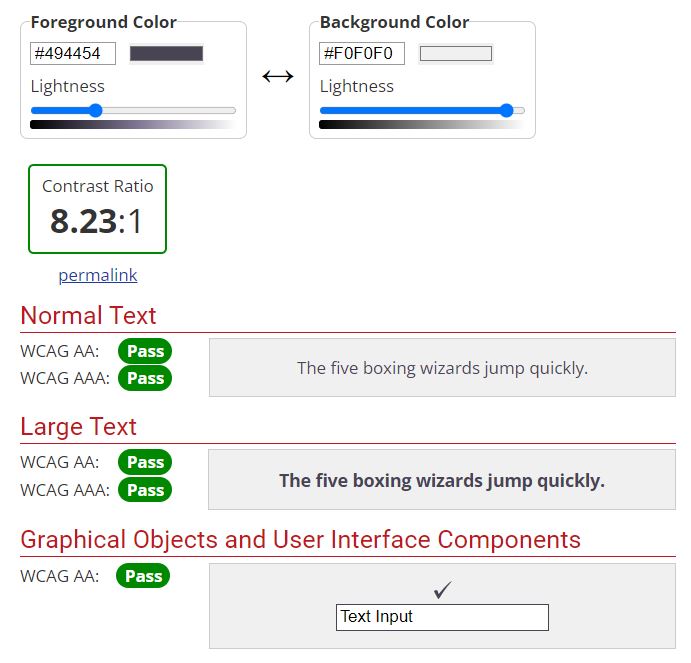 Foreground Color
#494454
Lightness
↔
Background Color
#F0F0F0
Lightness
Contrast Ratio
8.23:1
permalink
Normal Text
WCAG AA: Pass
WCAG AAA: Pass
The five boxing wizards jump quickly.
Large Text
WCAG AA: Pass
WCAG AAA: Pass
The five boxing wizards jump quickly.
Graphical Objects and User Interface Components
WCAG AA: Pass
✓
Text Input